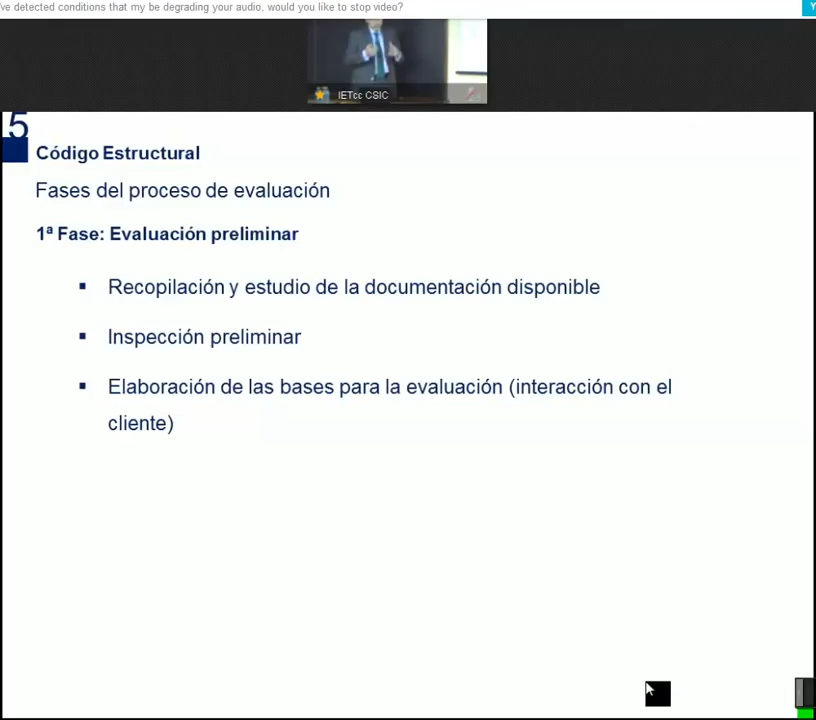 've detected conditions that my be degrading your audio, would you like to stop video?
Y
IETcc CSIC
5
Código Estructural
Fases del proceso de evaluación
1ª Fase: Evaluación preliminar
▪ Recopilación y estudio de la documentación disponible
▪ Inspección preliminar
▪ Elaboración de las bases para la evaluación (interacción con el
cliente)